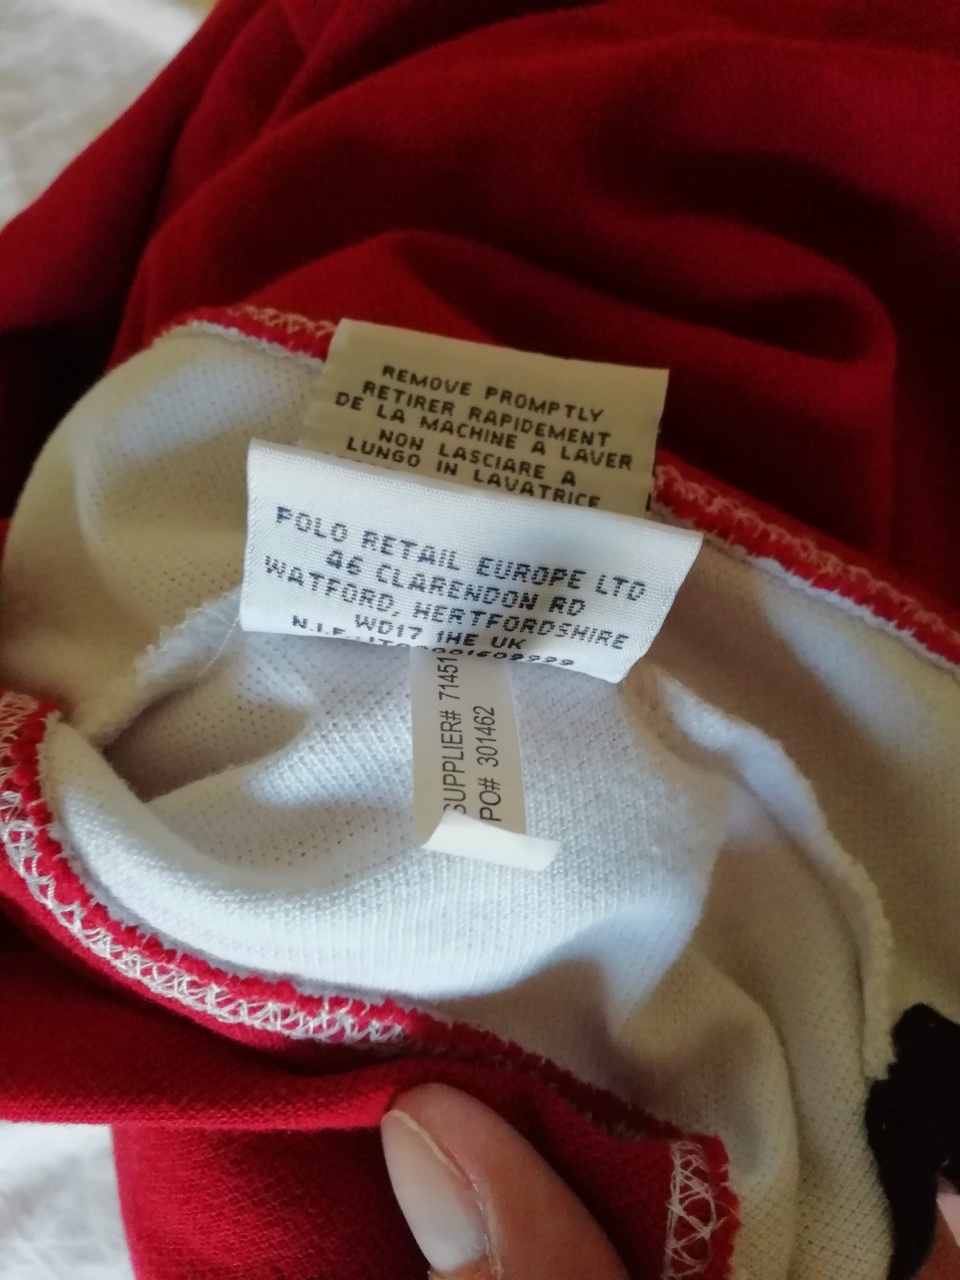 REMOVE PROMPTLY
RETIRER RAPIDEMENT
DE LA MACHINE A LAVER
NON LASCIARE A
LUNGO IN LAVATRICE
POLO RETAIL EUROPE LTD
46 CLARENDON RD
WATFORD, HERTFORDSHIRE
WD17 1HE UK
SUPPLIER# 71451
PO# 301462